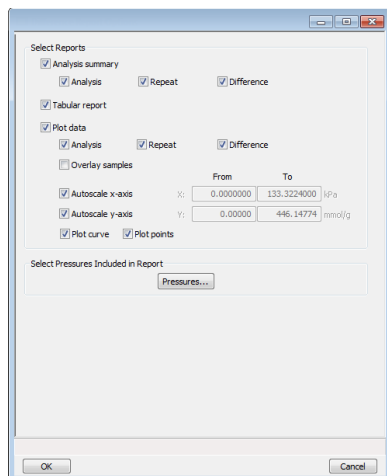 Select Reports
Analysis summary
Analysis Repeat Difference
Tabular report
Plot data
Analysis Repeat Difference
Overlay samples
From To
Autoscale x-axis X: 0.0000000 133.3224000 kPa
Autoscale y-axis Y: 0.00000 446.14774 mmol/g
Plot curve Plot points
Select Pressures Included in Report
Pressures...
OK Cancel